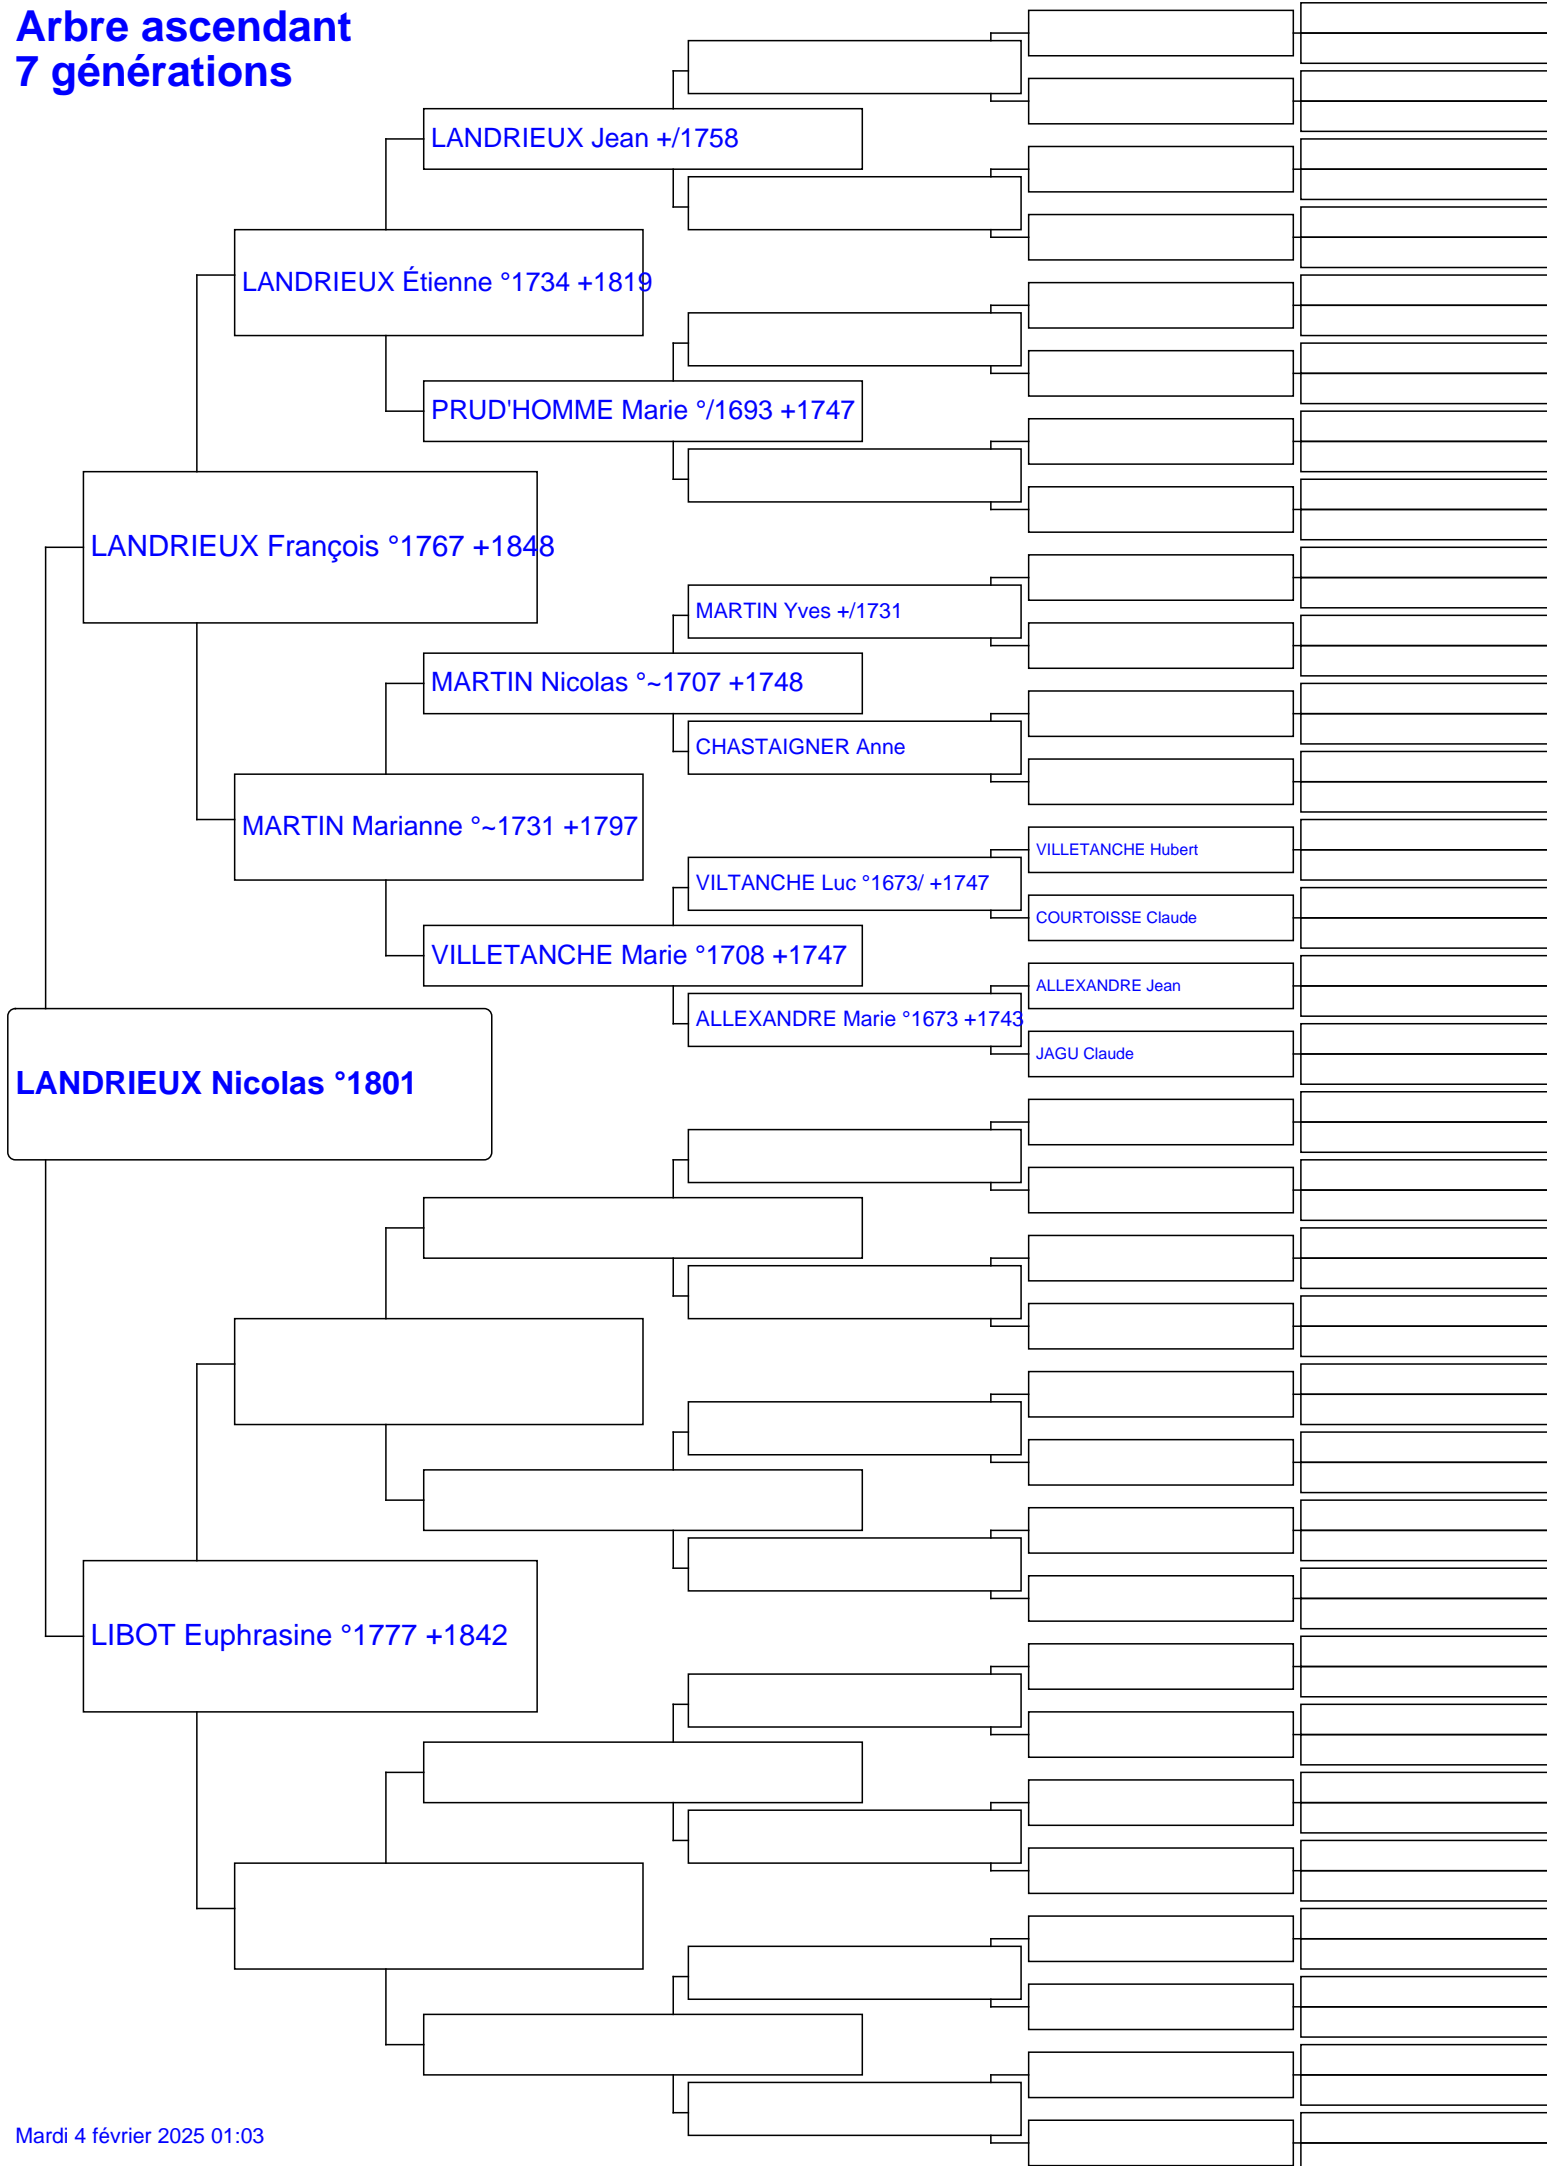 Arbre ascendant
7 générations
LANDRIEUX Jean +/1758
LANDRIEUX Étienne °1734 +1819
PRUD'HOMME Marie °/1693 +1747
LANDRIEUX François °1767 +1848
MARTIN Yves +/1731
MARTIN Nicolas °~1707 +1748
CHASTAIGNER Anne
MARTIN Marianne °~1731 +1797
VILLETANCHE Hubert
VILTANCHE Luc °1673/ +1747
COURTOISSE Claude
VILLETANCHE Marie °1708 +1747
ALLEXANDRE Jean
ALLEXANDRE Marie °1673 +1743
JAGU Claude
LANDRIEUX Nicolas °1801
LIBOT Euphrasine °1777 +1842
Mardi 4 février 2025 01:03